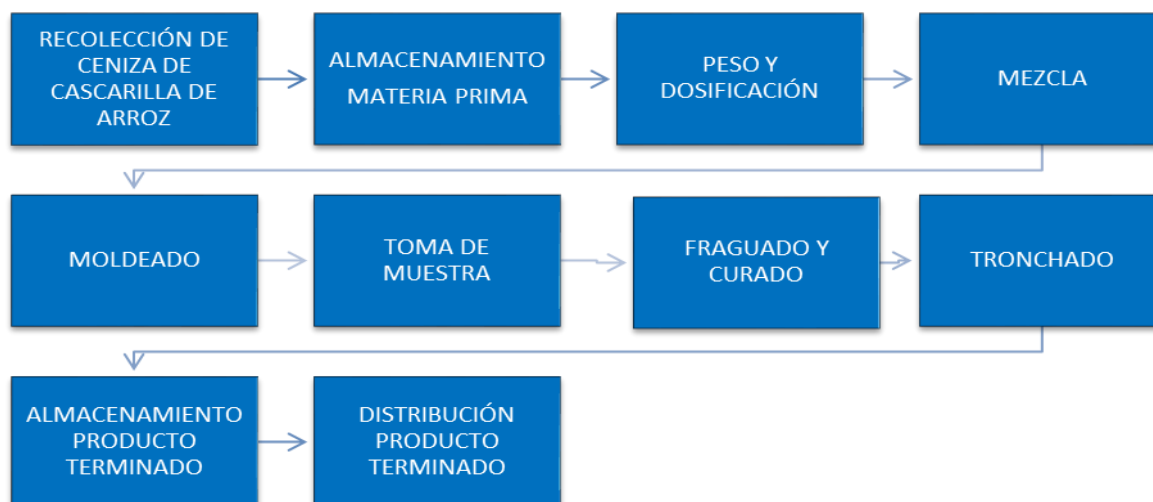 RECOLECCIÓN DE
CENIZA DE
CASCARILLA DE
ARROZ
ALMACENAMIENTO
MATERIA PRIMA
PESO Y
DOSIFICACIÓN
MEZCLA
MOLDEADO
TOMA DE
MUESTRA
FRAGUADO Y
CURADO
TRONCHADO
ALMACENAMIENTO
PRODUCTO
TERMINADO
DISTRIBUCIÓN
PRODUCTO
TERMINADO